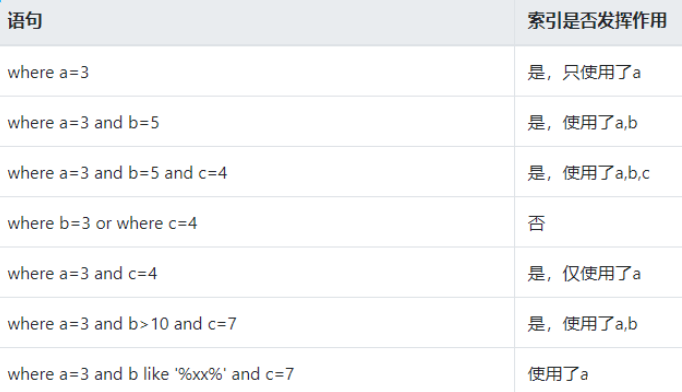 语句 索引是否发挥作用
where a=3 是，只使用了a
where a=3 and b=5 是，使用了a,b
where a=3 and b=5 and c=4 是，使用了a,b,c
where b=3 or where c=4 否
where a=3 and c=4 是，仅使用了a
where a=3 and b>10 and c=7 是，使用了a,b
where a=3 and b like '%xx%' and c=7 使用了a